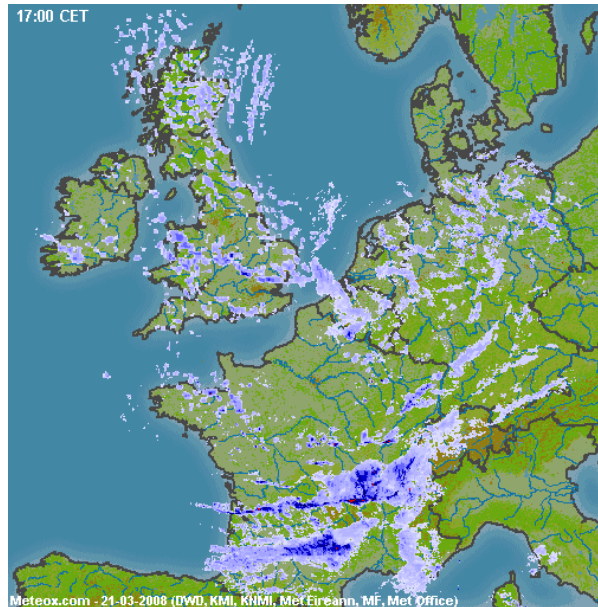 17:00 CET
Meteox.com - 21-03-2008 (DWD, KMI, KNMI, Met Eireann, MF, Met Office)